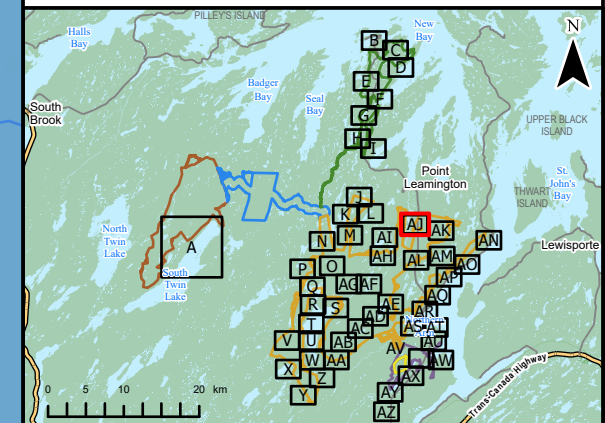 PILLEY'S ISLAND
Halls
Bay
New
Bay
N
B
C
D
Badger
Bay
E
Seal
Bay
F
South
Brook
G
UPPER BLACK
ISLAND
H
I
Point
Leamington
St.
John's
Bay
THWART
ISLAND
J
K
L
AJ
AK
North
Twin
Lake
A
N
M
AI
AN
Lewisporte
AH
AL
AM
AO
South
Twin
Lake
P
O
AP
Q
AG
AF
AQ
R
S
AE
AR
T
AD
AS
AT
AC
V
U
AB
AV
AU
W
AA
AW
X
Z
AX
Trans-Canada Highway
0 5 10 20 km
Y
AY
AZ